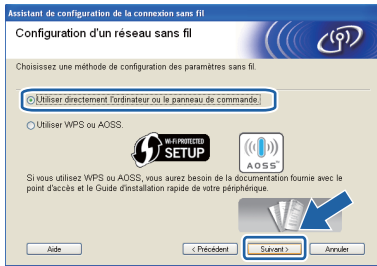 Assistant de configuration de la connexion sans fil
Configuration d'un réseau sans fil
Choisissez une méthode de configuration des paramètres sans fil.
Utiliser directement l'ordinateur ou le panneau de commande.
Utiliser WPS ou AOSS.
WI-FI PROTECTED
SETUP
AOSS™
Si vous utilisez WPS ou AOSS, vous aurez besoin de la documentation fournie avec le
point d'accès et le Guide d'installation rapide de votre périphérique.
Aide
< Précédent
Suivant >
Annuler